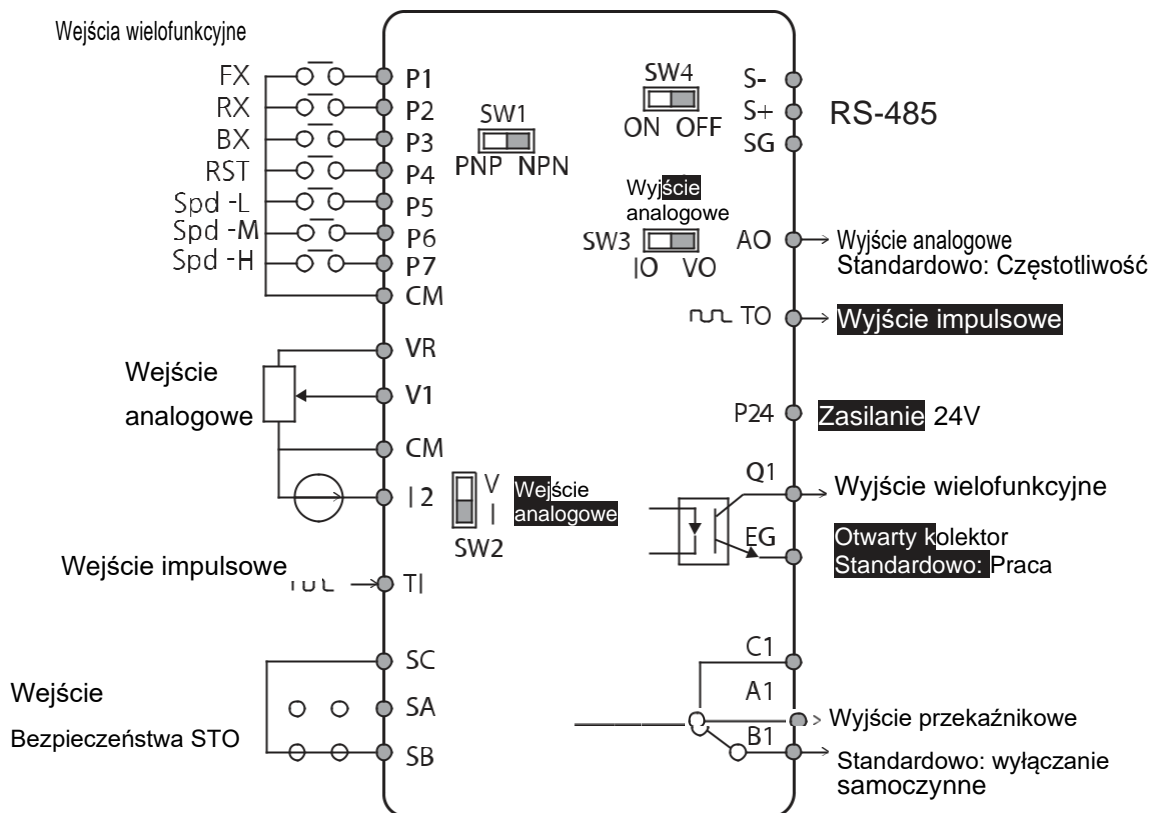 Wejścia wielofunkcyjne
FX
RX
BX
RST
Spd -L
Spd -M
Spd -H
P1
P2
P3
P4
P5
P6
P7
CM
SW1
PNP NPN
SW4
ON OFF
S-
S+
SG
RS-485
Wyjście
analogowe
SW3
IO VO
AO
Wyjście analogowe
Standardowo: Częstotliwość
TO
Wyjście impulsowe
Wejście
analogowe
VR
V1
CM
I2
V
I
SW2
Wejście
analogowe
P24
Zasilanie 24V
Q1
Wyjście wielofunkcyjne
EG
Otwarty kolektor
Standardowo: Praca
Wejście impulsowe
TI
Wejście
Bezpieczeństwa STO
SC
SA
SB
C1
A1
B1
Wyjście przekaźnikowe
Standardowo: wyłączanie
samoczynne